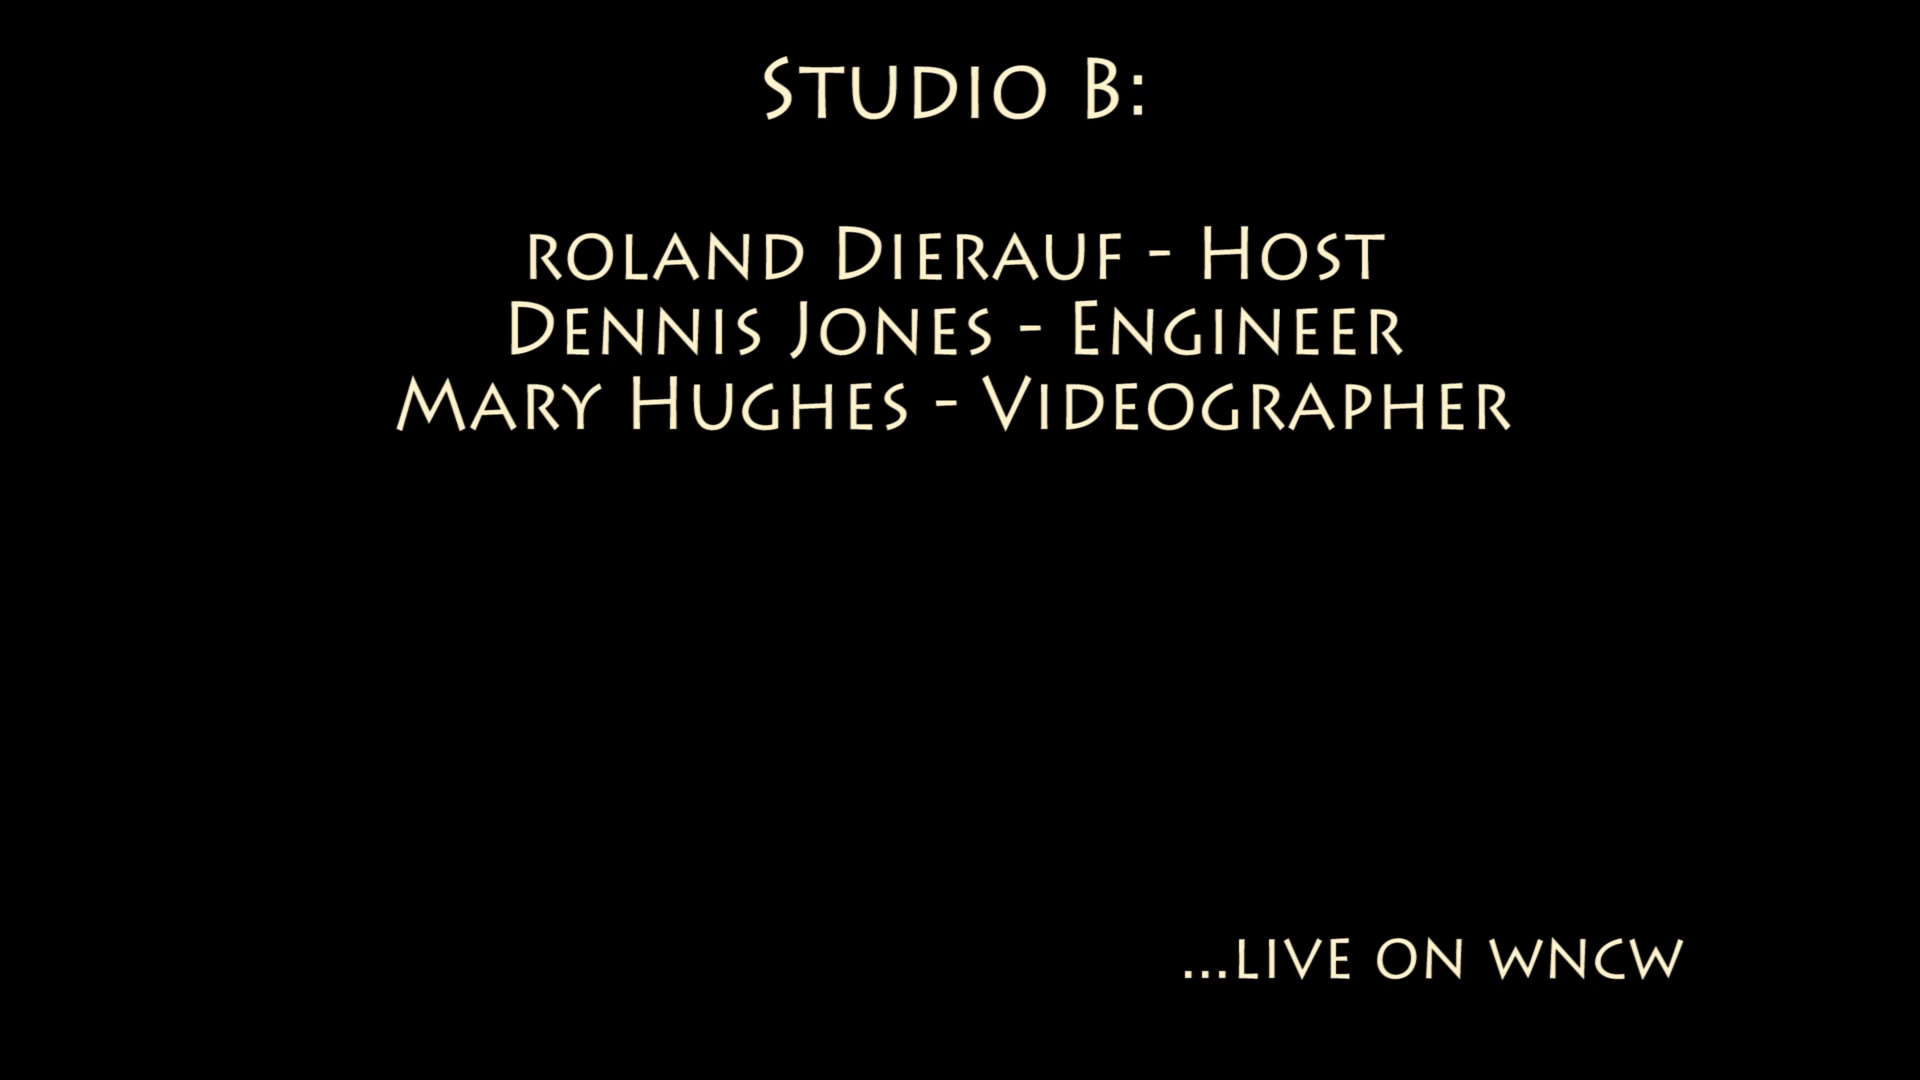 Studio B:
roland Dierauf - Host
Dennis Jones - Engineer
Mary Hughes - Videographer
...live on wncw